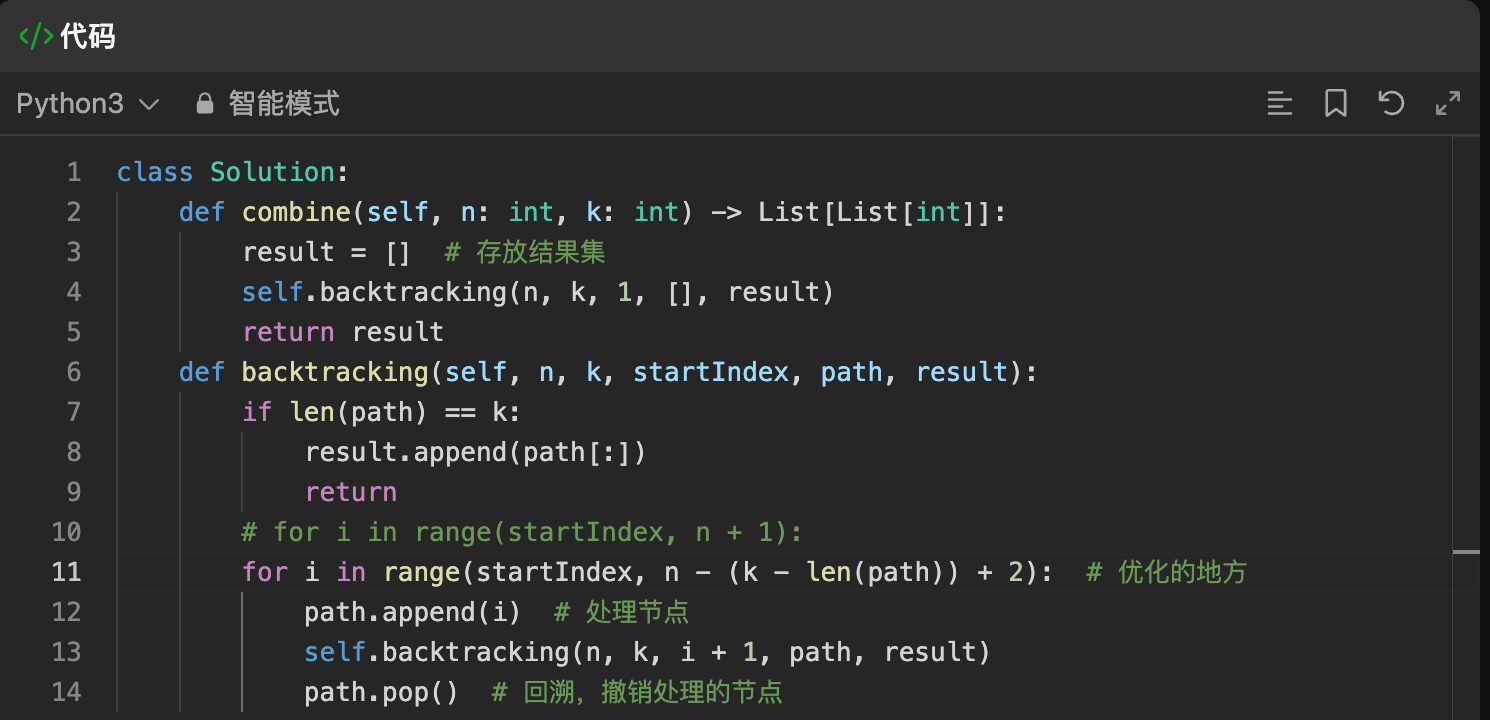 </> 代码
Python3 智能模式
1 class Solution:
2     def combine(self, n: int, k: int) -> List[List[int]]:
3         result = []  # 存放结果集
4         self.backtracking(n, k, 1, [], result)
5         return result
6     def backtracking(self, n, k, startIndex, path, result):
7         if len(path) == k:
8             result.append(path[:])
9             return
10         # for i in range(startIndex, n + 1):
11         for i in range(startIndex, n - (k - len(path)) + 2):  # 优化的地方
12             path.append(i)  # 处理节点
13             self.backtracking(n, k, i + 1, path, result)
14             path.pop()  # 回溯，撤销处理的节点